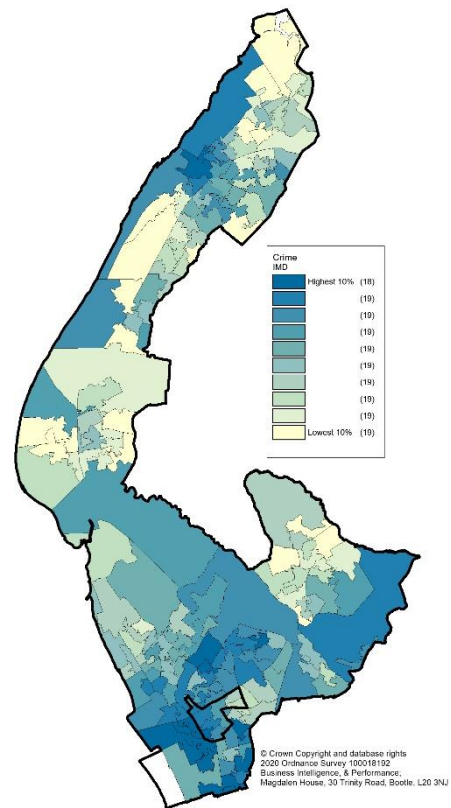 Crime
IMD
Highest 10% (18)
(19)
(19)
(19)
(19)
(19)
(19)
(19)
(19)
Lowest 10% (19)
© Crown Copyright and database rights
2020 Ordnance Survey 100018192
Business Intelligence, & Performance,
Magdalen House, 30 Trinity Road, Bootle, L20 3NJ